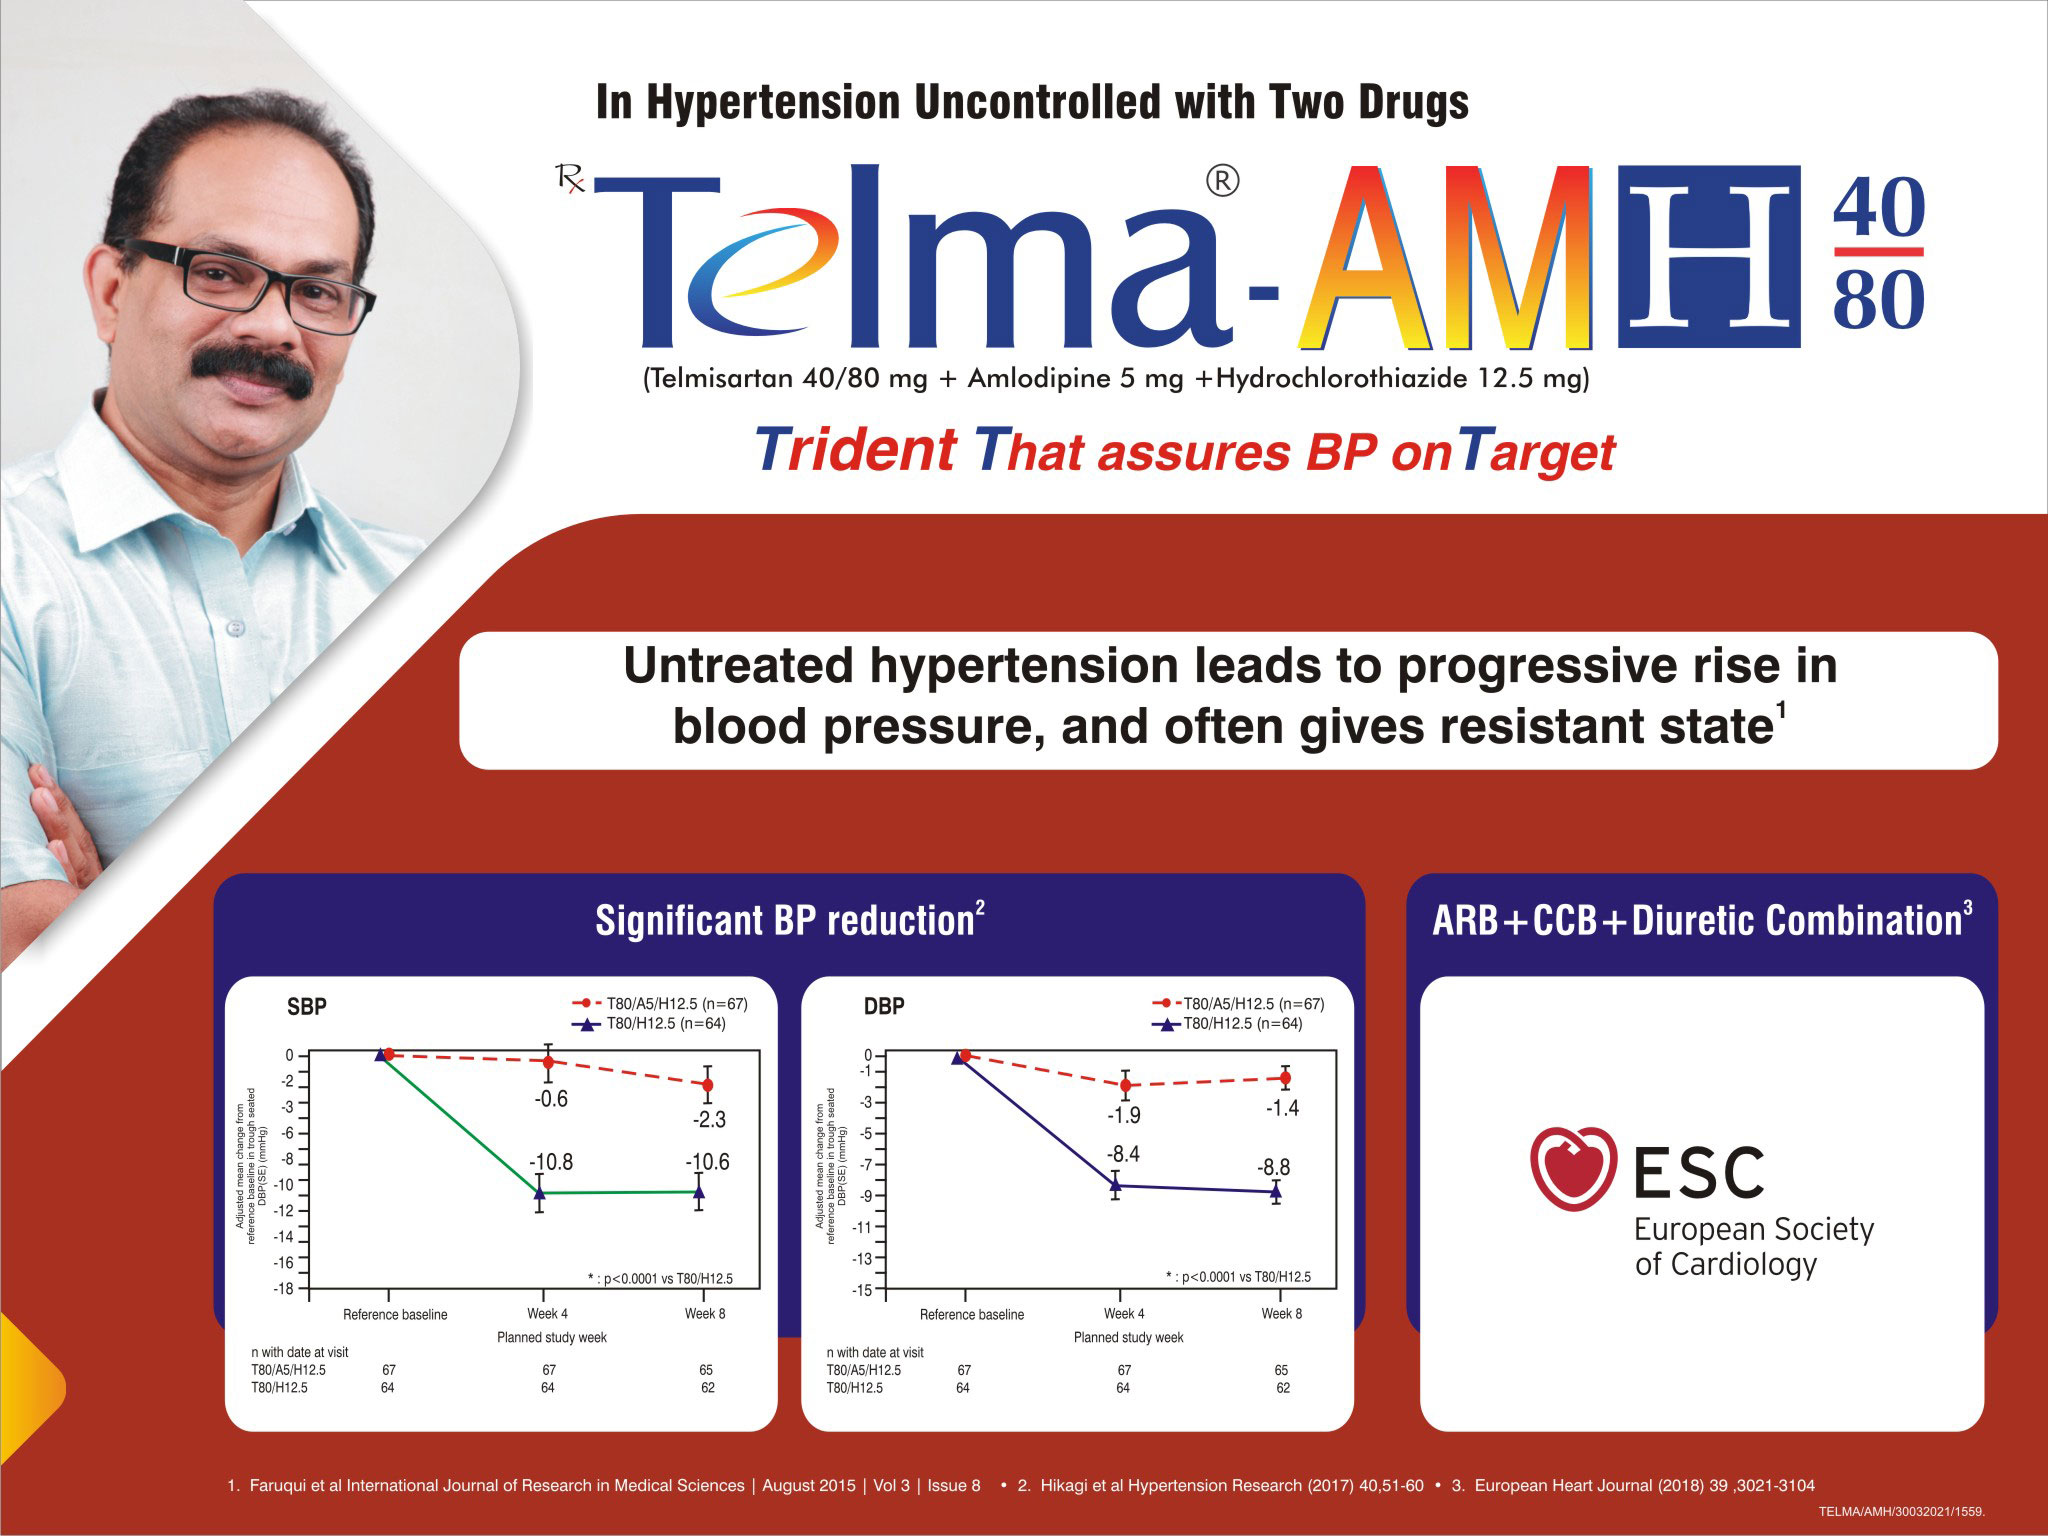 In Hypertension Uncontrolled with Two Drugs
Rx Telma®-AMH 40
80
(Telmisartan 40/80 mg + Amlodipine 5 mg +Hydrochlorothiazide 12.5 mg)
Trident That assures BP on Target
Untreated hypertension leads to progressive rise in
blood pressure, and often gives resistant state1
Significant BP reduction2
SBP
T80/A5/H12.5 (n=67)
T80/H12.5 (n=64)
Adjusted mean change from
reference baseline in trough seated
DBP(SE) (mmHg)
0
-2
-3
-6
-8
-10
-12
-14
-16
-18
-0.6
-2.3
-10.8
-10.6
* : p<0.0001 vs T80/H12.5
Reference baseline Week 4 Week 8
Planned study week
n with date at visit
T80/A5/H12.5 67 67 65
T80/H12.5 64 64 62
DBP
T80/A5/H12.5 (n=67)
T80/H12.5 (n=64)
Adjusted mean change from
reference baseline in trough seated
DBP(SE) (mmHg)
0
-1
-3
-5
-7
-9
-11
-13
-15
-1.9
-1.4
-8.4
-8.8
* : p<0.0001 vs T80/H12.5
Reference baseline Week 4 Week 8
Planned study week
n with date at visit
T80/A5/H12.5 67 67 65
T80/H12.5 64 64 62
ARB+CCB+Diuretic Combination3
ESC
European Society
of Cardiology
1. Faruqui et al International Journal of Research in Medical Sciences | August 2015 | Vol 3 | Issue 8 • 2. Hikagi et al Hypertension Research (2017) 40,51-60 • 3. European Heart Journal (2018) 39 ,3021-3104
TELMA/AMH/30032021/1559.